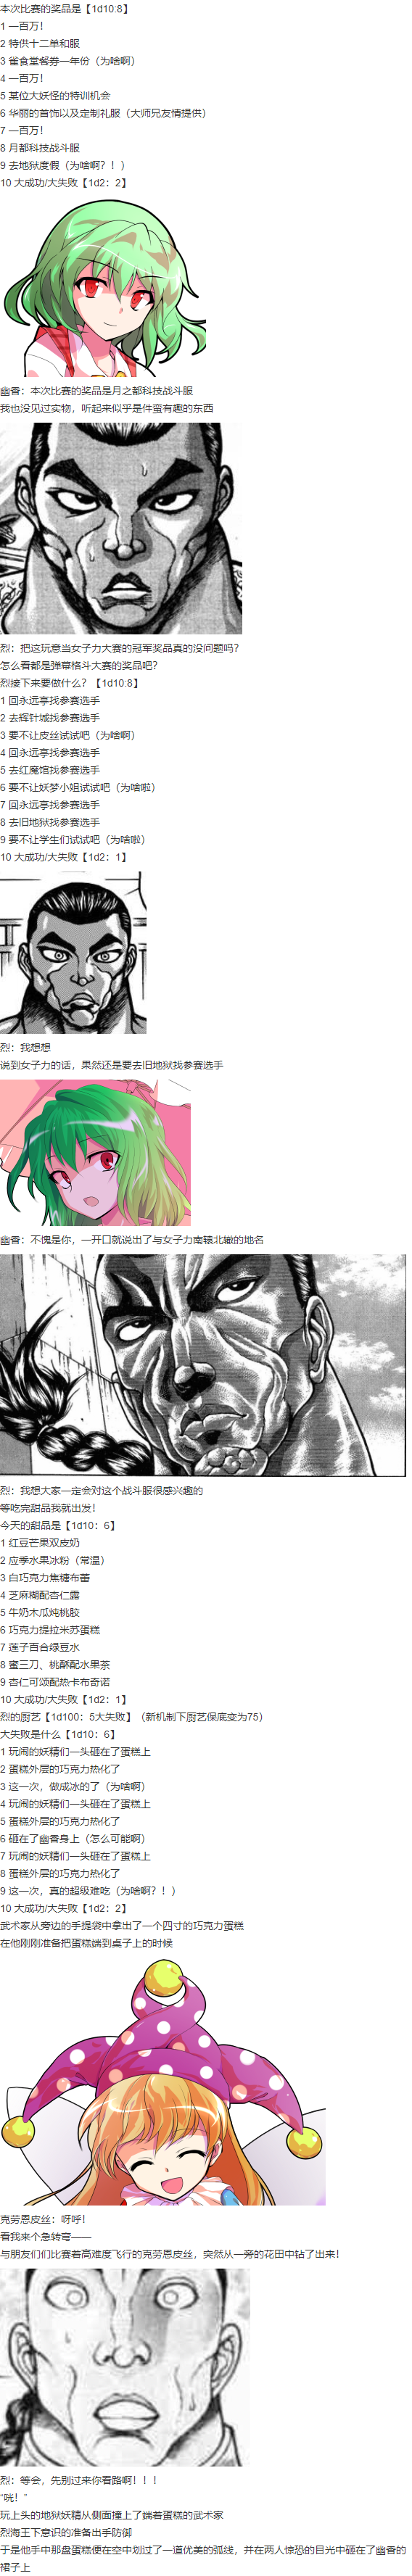 本次比赛的奖品是【1d10:8】
1 一百万！
2 特供十二单和服
3 雀食堂餐券一年份（为啥啊）
4 一百万！
5 某位大妖怪的特训机会
6 华丽的首饰以及定制礼服（大师兄友情提供）
7 一百万！
8 月都科技战斗服
9 去地狱度假（为啥啊？！）
10 大成功/大失败【1d2：2】
幽香：本次比赛的奖品是月之都科技战斗服
我也没见过实物，听起来似乎是件蛮有趣的东西
烈：把这玩意当女子力大赛的冠军奖品真的没问题吗？
怎么看都是弹幕格斗大赛的奖品吧？
烈接下来要做什么？【1d10:8】
1 回永远亭找参赛选手
2 去辉针城找参赛选手
3 要不让皮丝试试吧（为啥啊）
4 回永远亭找参赛选手
5 去红魔馆找参赛选手
6 要不让妖梦小姐试试吧（为啥啦）
7 回永远亭找参赛选手
8 去旧地狱找参赛选手
9 要不让学生们试试吧（为啥啦）
10 大成功/大失败【1d2：1】
烈：我想想
说到女子力的话，果然还是要去旧地狱找参赛选手
幽香：不愧是你，一开口就说出了与女子力南辕北辙的地名
烈：我想大家一定会对这个战斗服很感兴趣的
等吃完甜品我就出发！
今天的甜品是【1d10：6】
1 红豆芒果双皮奶
2 应季水果冰粉（常温）
3 白巧克力焦糖布蕾
4 芝麻糊配杏仁露
5 牛奶木瓜炖桃胶
6 巧克力提拉米苏蛋糕
7 莲子百合绿豆水
8 蜜三刀、桃酥配水果茶
9 杏仁可颂配热卡布奇诺
10 大成功/大失败【1d2：1】
烈的厨艺【1d100：5大失败】（新机制下厨艺保底变为75）
大失败是什么【1d10：6】
1 玩闹的妖精们一头砸在了蛋糕上
2 蛋糕外层的巧克力热化了
3 这一次，做成冰的了（为啥啊）
4 玩闹的妖精们一头砸在了蛋糕上
5 蛋糕外层的巧克力热化了
6 砸在了幽香身上（怎么可能啊）
7 玩闹的妖精们一头砸在了蛋糕上
8 蛋糕外层的巧克力热化了
9 这一次，真的超级难吃（为啥啊？！）
10 大成功/大失败【1d2：2】
武术家从旁边的手提袋中拿出了一个四寸的巧克力蛋糕
在他刚刚准备把蛋糕端到桌子上的时候
克劳恩皮丝：呀呼！
看我来个急转弯——
与朋友们们比赛着高难度飞行的克劳恩皮丝，突然从一旁的花田中钻了出来！
烈：等会，先别过来你看路啊！！！
“咣！”
玩上头的地狱妖精从侧面撞上了端着蛋糕的武术家
烈海王下意识的准备出手防御
于是他手中那盘蛋糕便在空中划过了一道优美的弧线，并在两人惊恐的目光中砸在了幽香的
裙子上